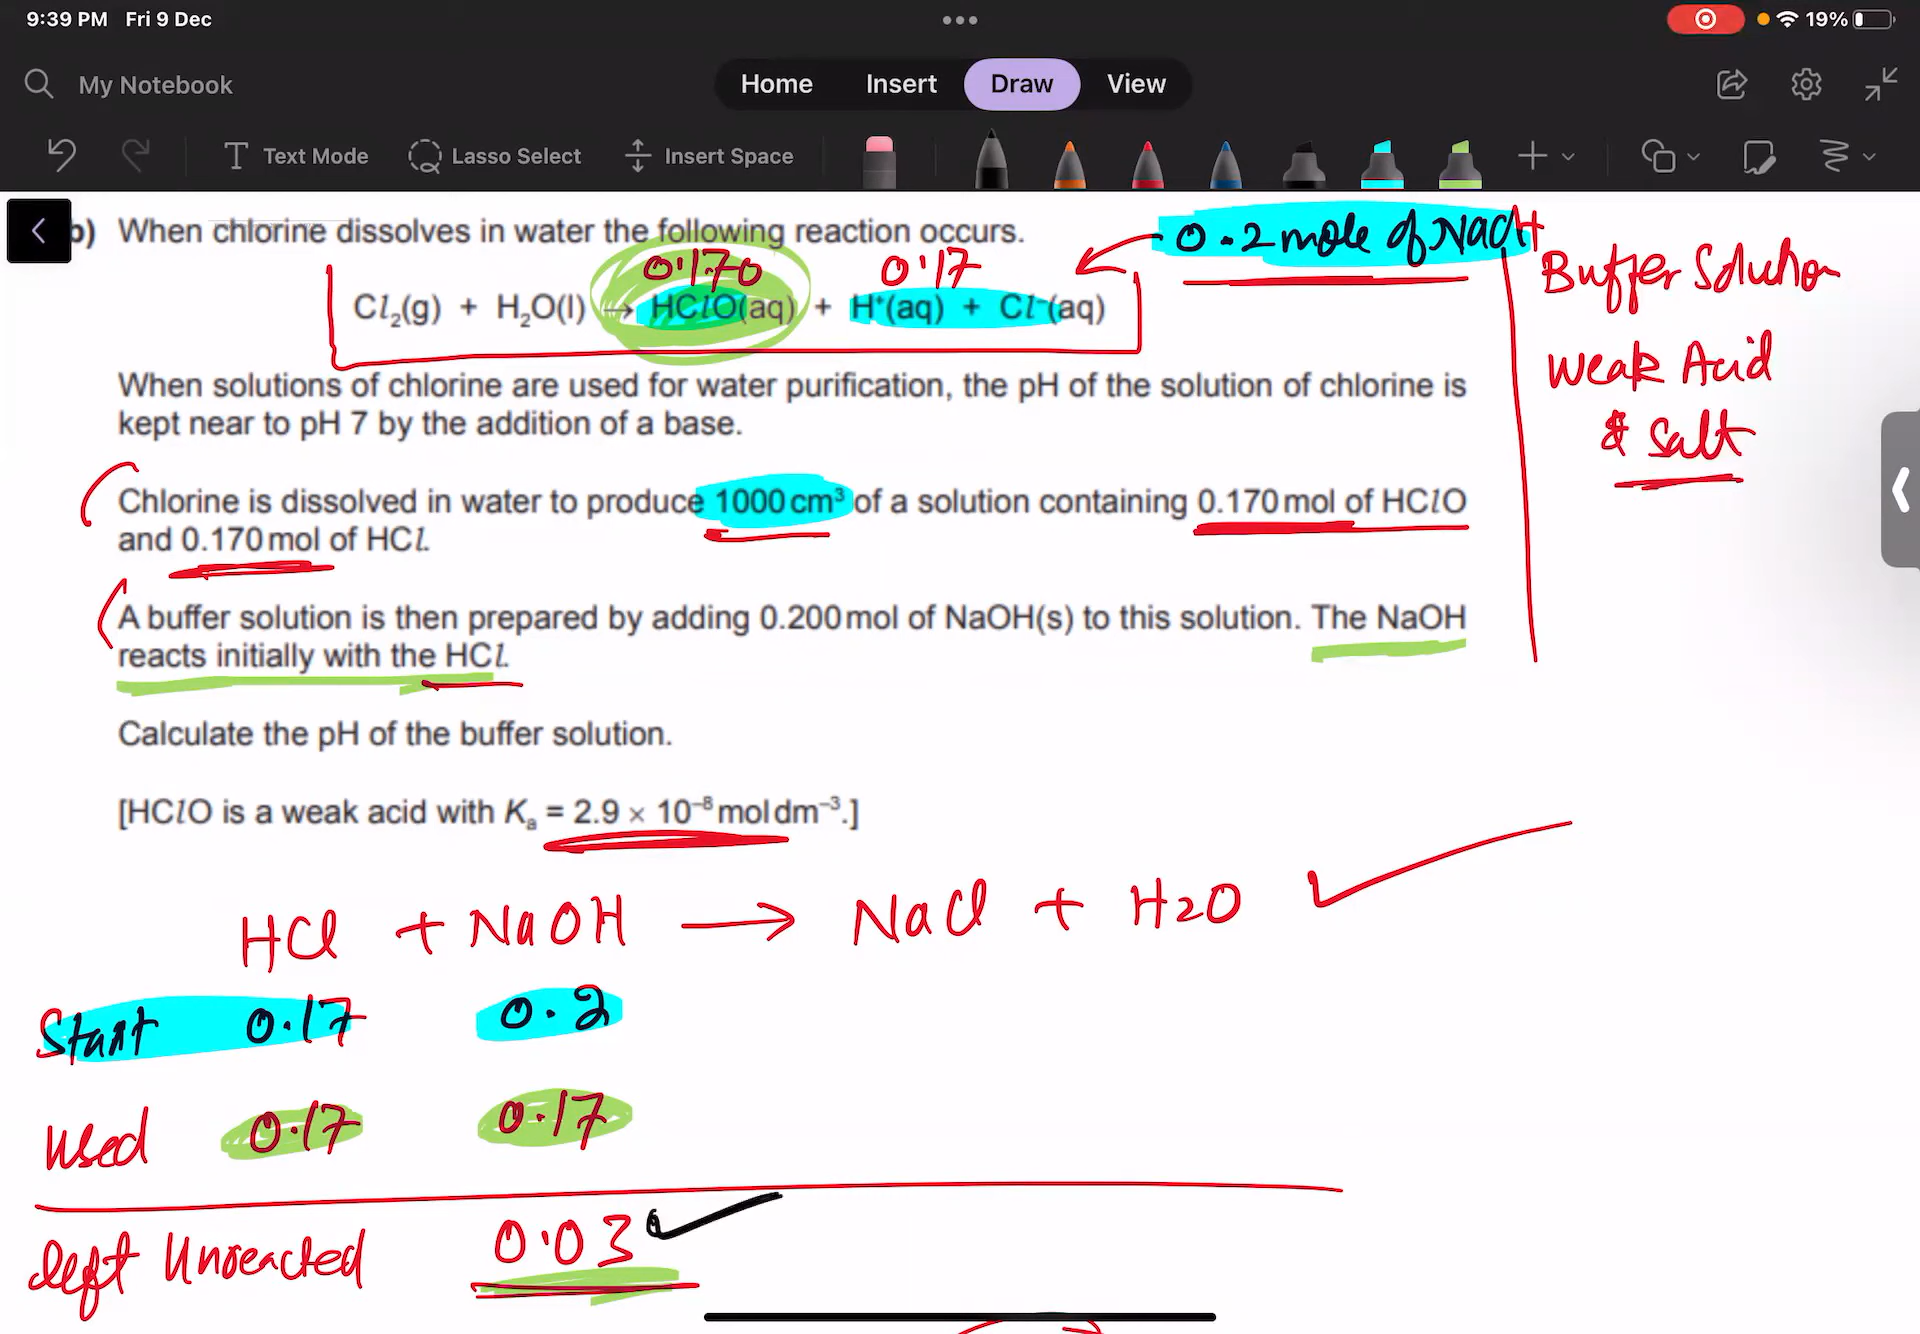 9:39 PM Fri 9 Dec
19%
My Notebook
Home Insert Draw View
Text Mode Lasso Select Insert Space
b) When chlorine dissolves in water the following reaction occurs.
0.2 mole of NaOH
0.170 0.17
Cl₂(g) + H₂O(l) → HClO(aq) + H⁺(aq) + Cl⁻(aq)
Buffer Solution
Weak Acid
& Salt
When solutions of chlorine are used for water purification, the pH of the solution of chlorine is
kept near to pH 7 by the addition of a base.
Chlorine is dissolved in water to produce 1000 cm³ of a solution containing 0.170 mol of HClO
and 0.170 mol of HCl.
A buffer solution is then prepared by adding 0.200 mol of NaOH(s) to this solution. The NaOH
reacts initially with the HCl.
Calculate the pH of the buffer solution.
[HClO is a weak acid with Kₐ = 2.9 × 10⁻⁸ mol dm⁻³.]
HCl + NaOH → NaCl + H2O
Start 0.17 0.2
Used 0.17 0.17
left Unreacted 0.03